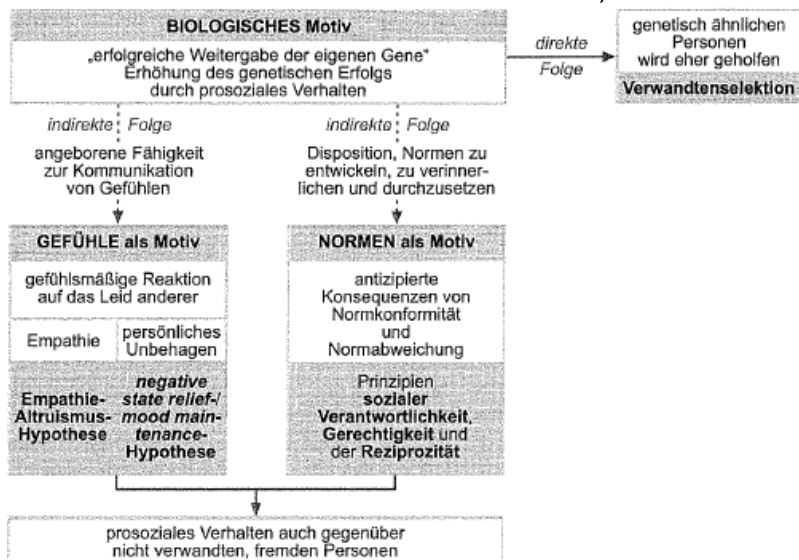 BIOLOGISCHES Motiv
„erfolgreiche Weitergabe der eigenen Gene“
Erhöhung des genetischen Erfolgs
durch prosoziales Verhalten
direkte
Folge
genetisch ähnlichen
Personen
wird eher geholfen
Verwandtenselektion
indirekte Folge
angeborene Fähigkeit
zur Kommunikation
von Gefühlen
indirekte Folge
Disposition, Normen zu
entwickeln, zu verinner-
lichen und durchzusetzen
GEFÜHLE als Motiv
gefühlsmäßige Reaktion
auf das Leid anderer
Empathie
persönliches
Unbehagen
Empathie-
Altruismus-
Hypothese
negative
state relief-/
mood main-
tenance-
Hypothese
NORMEN als Motiv
antizipierte
Konsequenzen von
Normkonformität
und
Normabweichung
Prinzipien
sozialer
Verantwortlichkeit,
Gerechtigkeit und
der Reziprozität
prosoziales Verhalten auch gegenüber
nicht verwandten, fremden Personen